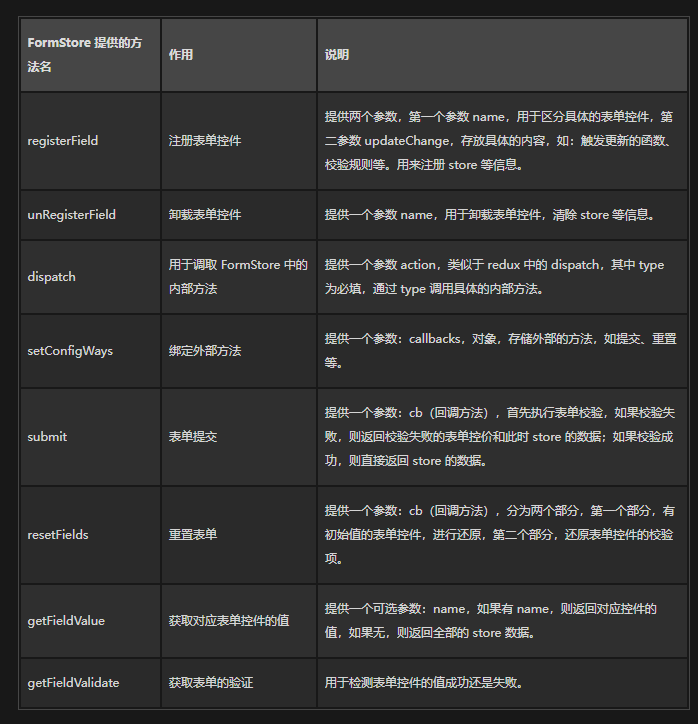 FormStore 提供的方
法名
作用
说明
registerField
注册表单控件
提供两个参数，第一个参数 name，用于区分具体的表单控件，第
二参数 updateChange，存放具体的内容，如：触发更新的函数、
校验规则等。用来注册 store 等信息。
unRegisterField
卸载表单控件
提供一个参数 name，用于卸载表单控件，清除 store 等信息。
dispatch
用于调取 FormStore 中的
内部方法
提供一个参数 action，类似于 redux 中的 dispatch，其中 type
为必填，通过 type 调用具体的内部方法。
setConfigWays
绑定外部方法
提供一个参数：callbacks，对象，存储外部的方法，如提交、重置
等。
submit
表单提交
提供一个参数：cb（回调方法），首先执行表单校验，如果校验失
败，则返回校验失败的表单控价和此时 store 的数据；如果校验成
功，则直接返回 store 的数据。
resetFields
重置表单
提供一个参数：cb（回调方法），分为两个部分，第一个部分，有
初始值的表单控件，进行还原，第二个部分，还原表单控件的校验
项。
getFieldValue
获取对应表单控件的值
提供一个可选参数：name，如果有 name，则返回对应控件的
值，如果无，则返回全部的 store 数据。
getFieldValidate
获取表单的验证
用于检测表单控件的值成功还是失败。